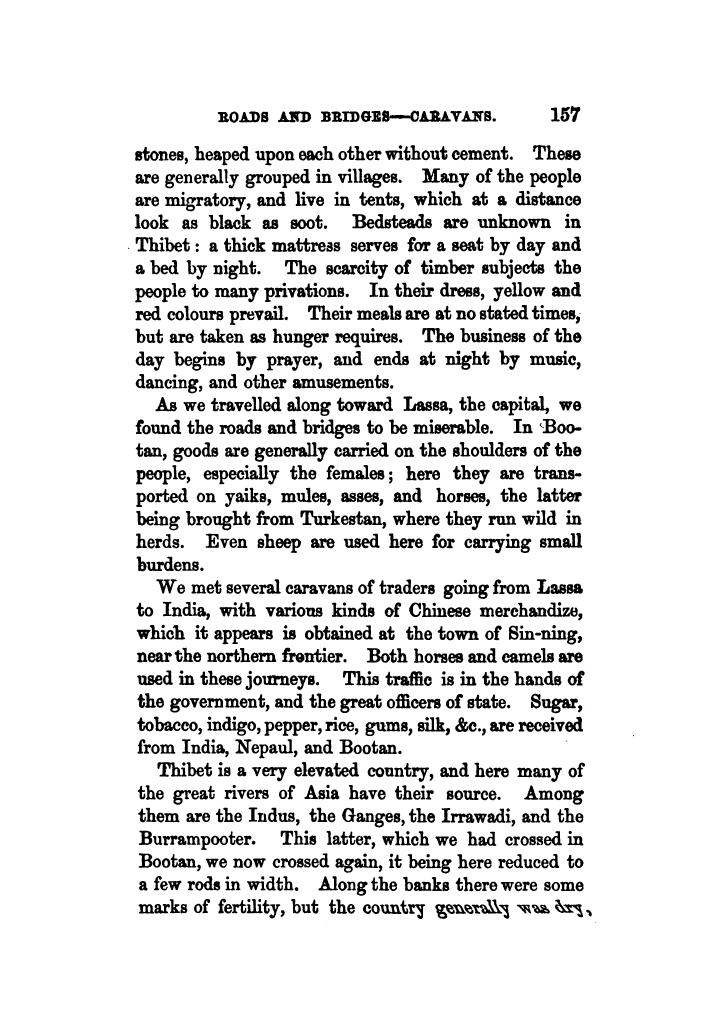 ROADS AND BRIDGES—CARAVANS. 157
stones, heaped upon each other without cement. These
are generally grouped in villages. Many of the people
are migratory, and live in tents, which at a distance
look as black as soot. Bedsteads are unknown in
Thibet: a thick mattress serves for a seat by day and
a bed by night. The scarcity of timber subjects the
people to many privations. In their dress, yellow and
red colours prevail. Their meals are at no stated times,
but are taken as hunger requires. The business of the
day begins by prayer, and ends at night by music,
dancing, and other amusements.
As we travelled along toward Lassa, the capital, we
found the roads and bridges to be miserable. In Boo-
tan, goods are generally carried on the shoulders of the
people, especially the females; here they are trans-
ported on yaiks, mules, asses, and horses, the latter
being brought from Turkestan, where they run wild in
herds. Even sheep are used here for carrying small
burdens.
We met several caravans of traders going from Lassa
to India, with various kinds of Chinese merchandize,
which it appears is obtained at the town of Sin-ning,
near the northern frontier. Both horses and camels are
used in these journeys. This traffic is in the hands of
the government, and the great officers of state. Sugar,
tobacco, indigo, pepper, rice, gums, silk, &c., are received
from India, Nepaul, and Bootan.
Thibet is a very elevated country, and here many of
the great rivers of Asia have their source. Among
them are the Indus, the Ganges, the Irrawadi, and the
Burrampooter. This latter, which we had crossed in
Bootan, we now crossed again, it being here reduced to
a few rods in width. Along the banks there were some
marks of fertility, but the country generally was dry,